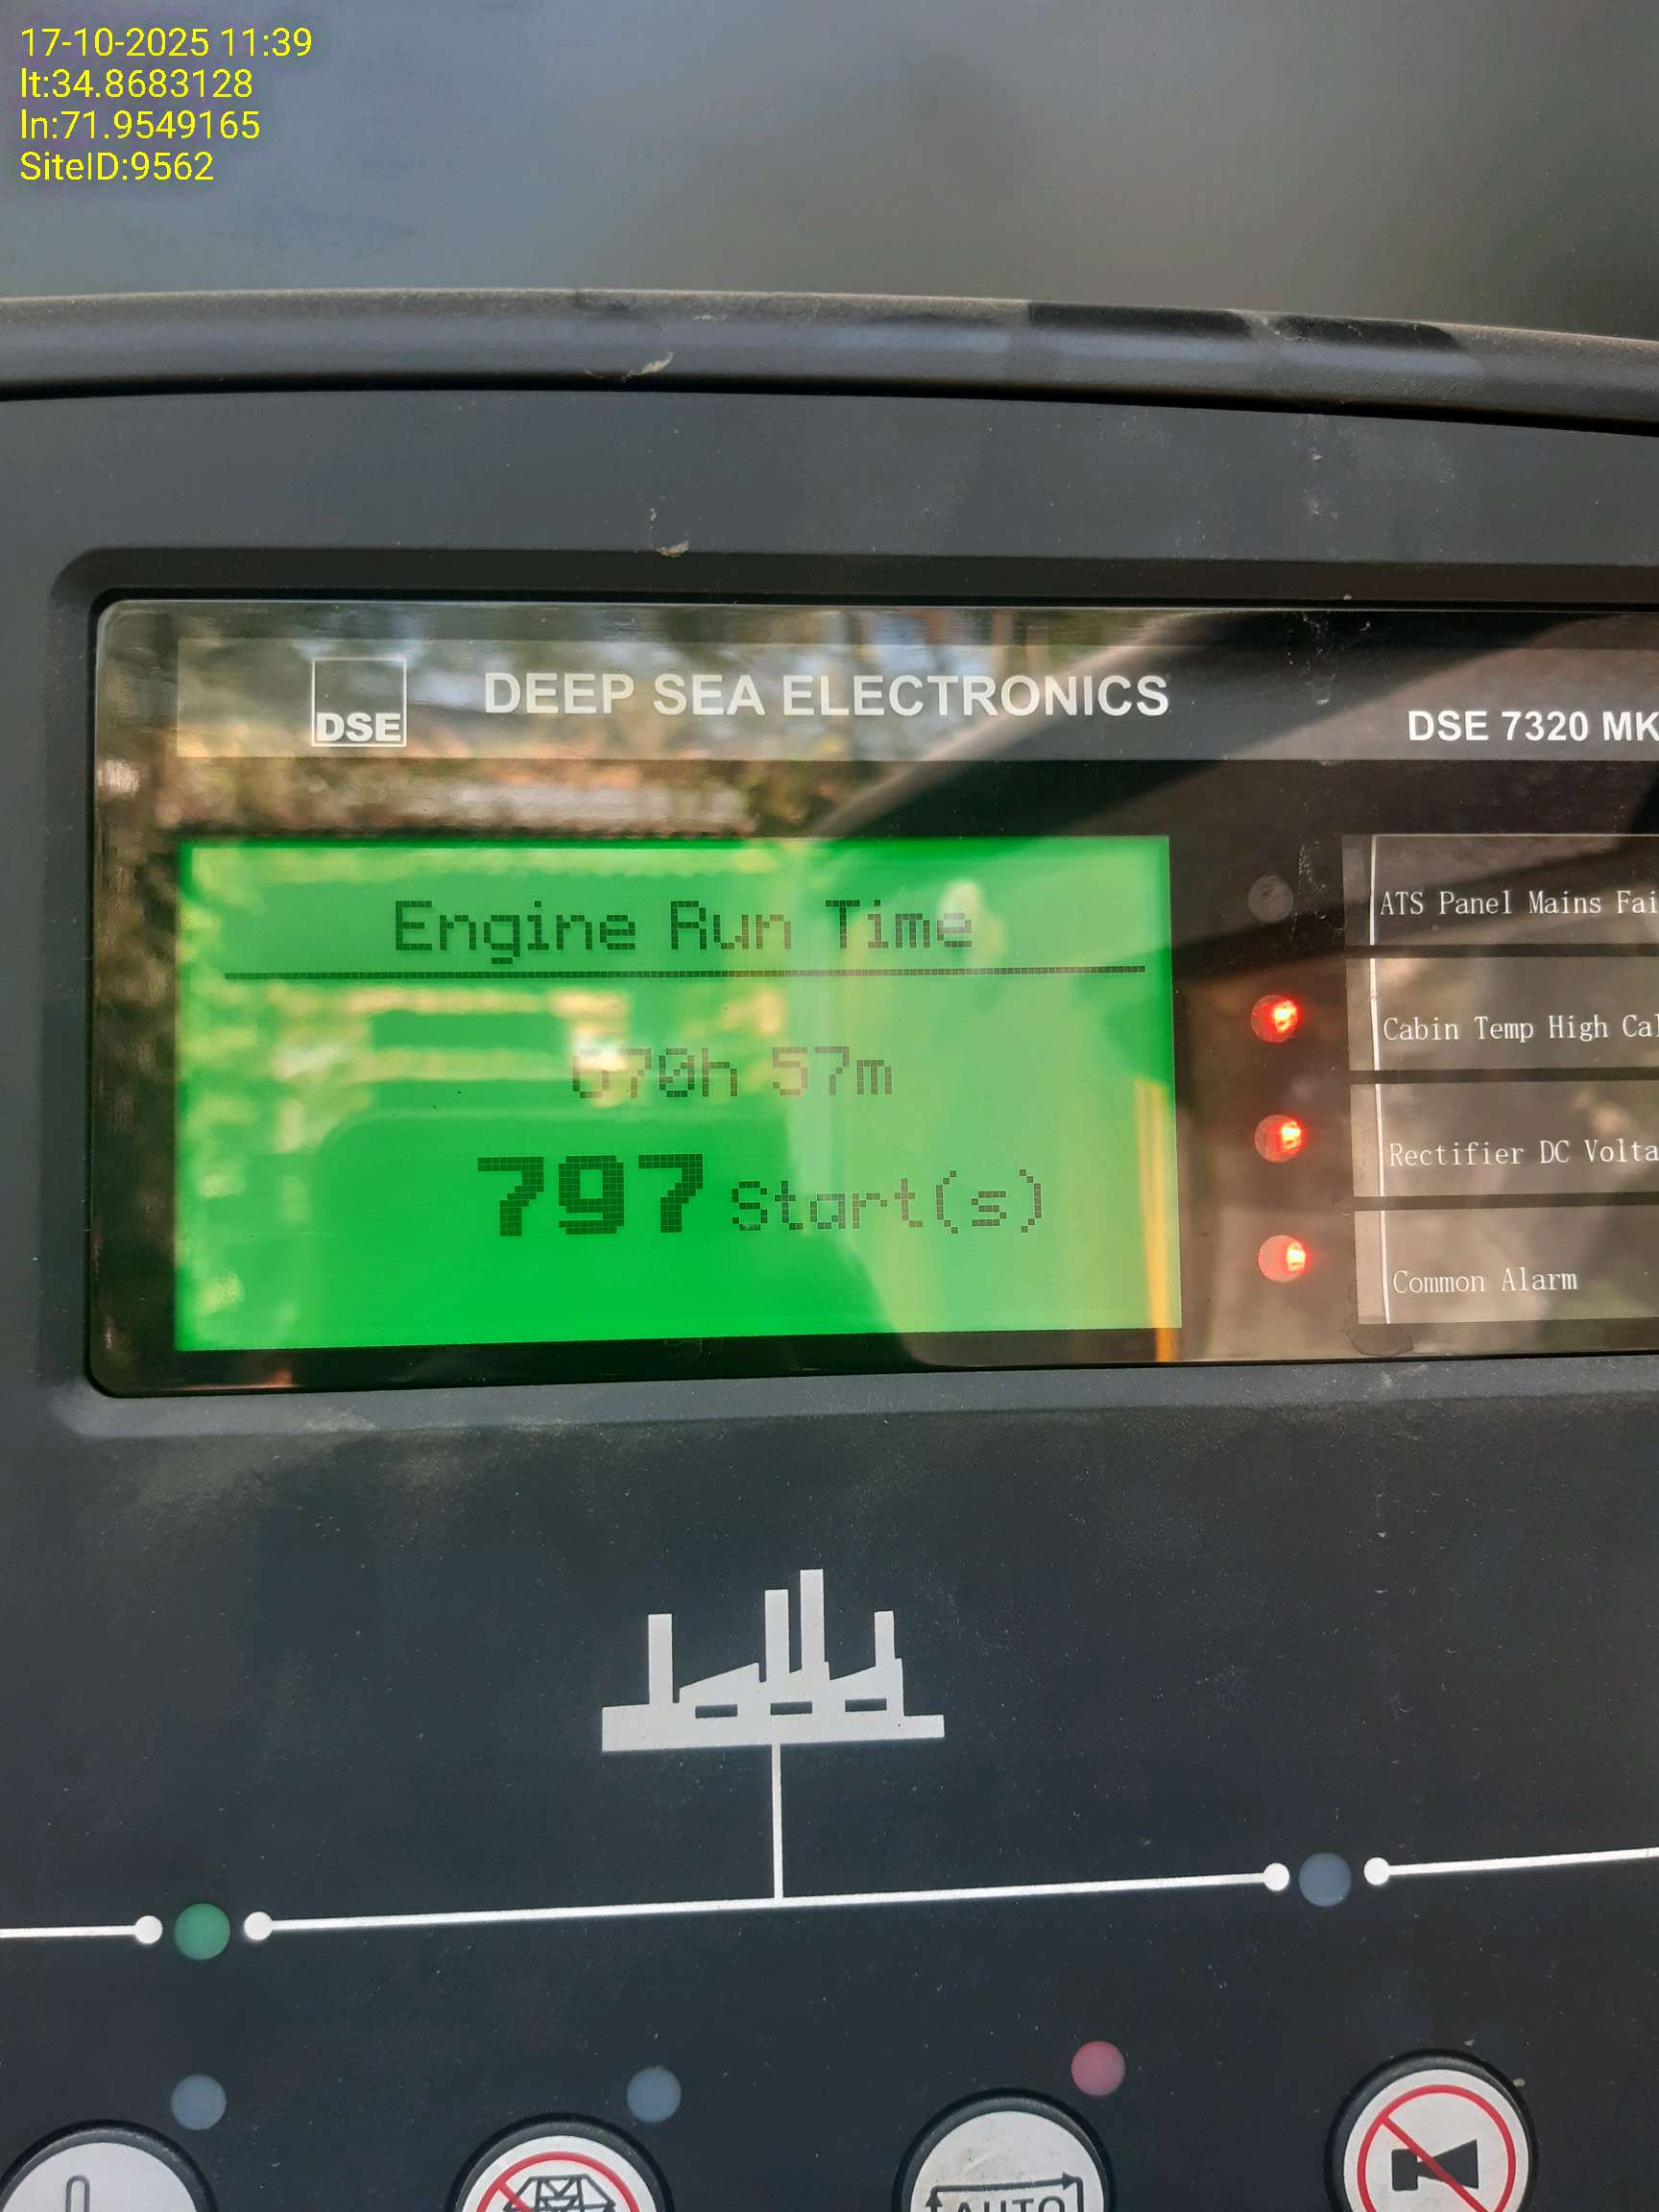 17-10-2025 11:39
lt:34.8683128
ln:71.9549165
SiteID:9562
DSE
DEEP SEA ELECTRONICS
DSE 7320 MK
Engine Run Time
57m
797 Start(s)
ATS Panel Mains Fai
Cabin Temp High Ca
Rectifier DC Volta
Common Alarm
AUTO